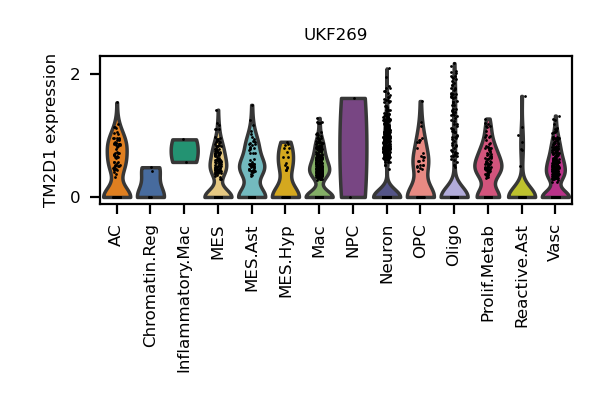 UKF269
TM2D1 expression
2
0
AC
Chromatin.Reg
Inflammatory.Mac
MES
MES.Ast
MES.Hyp
Mac
NPC
Neuron
OPC
Oligo
Prolif.Metab
Reactive.Ast
Vasc